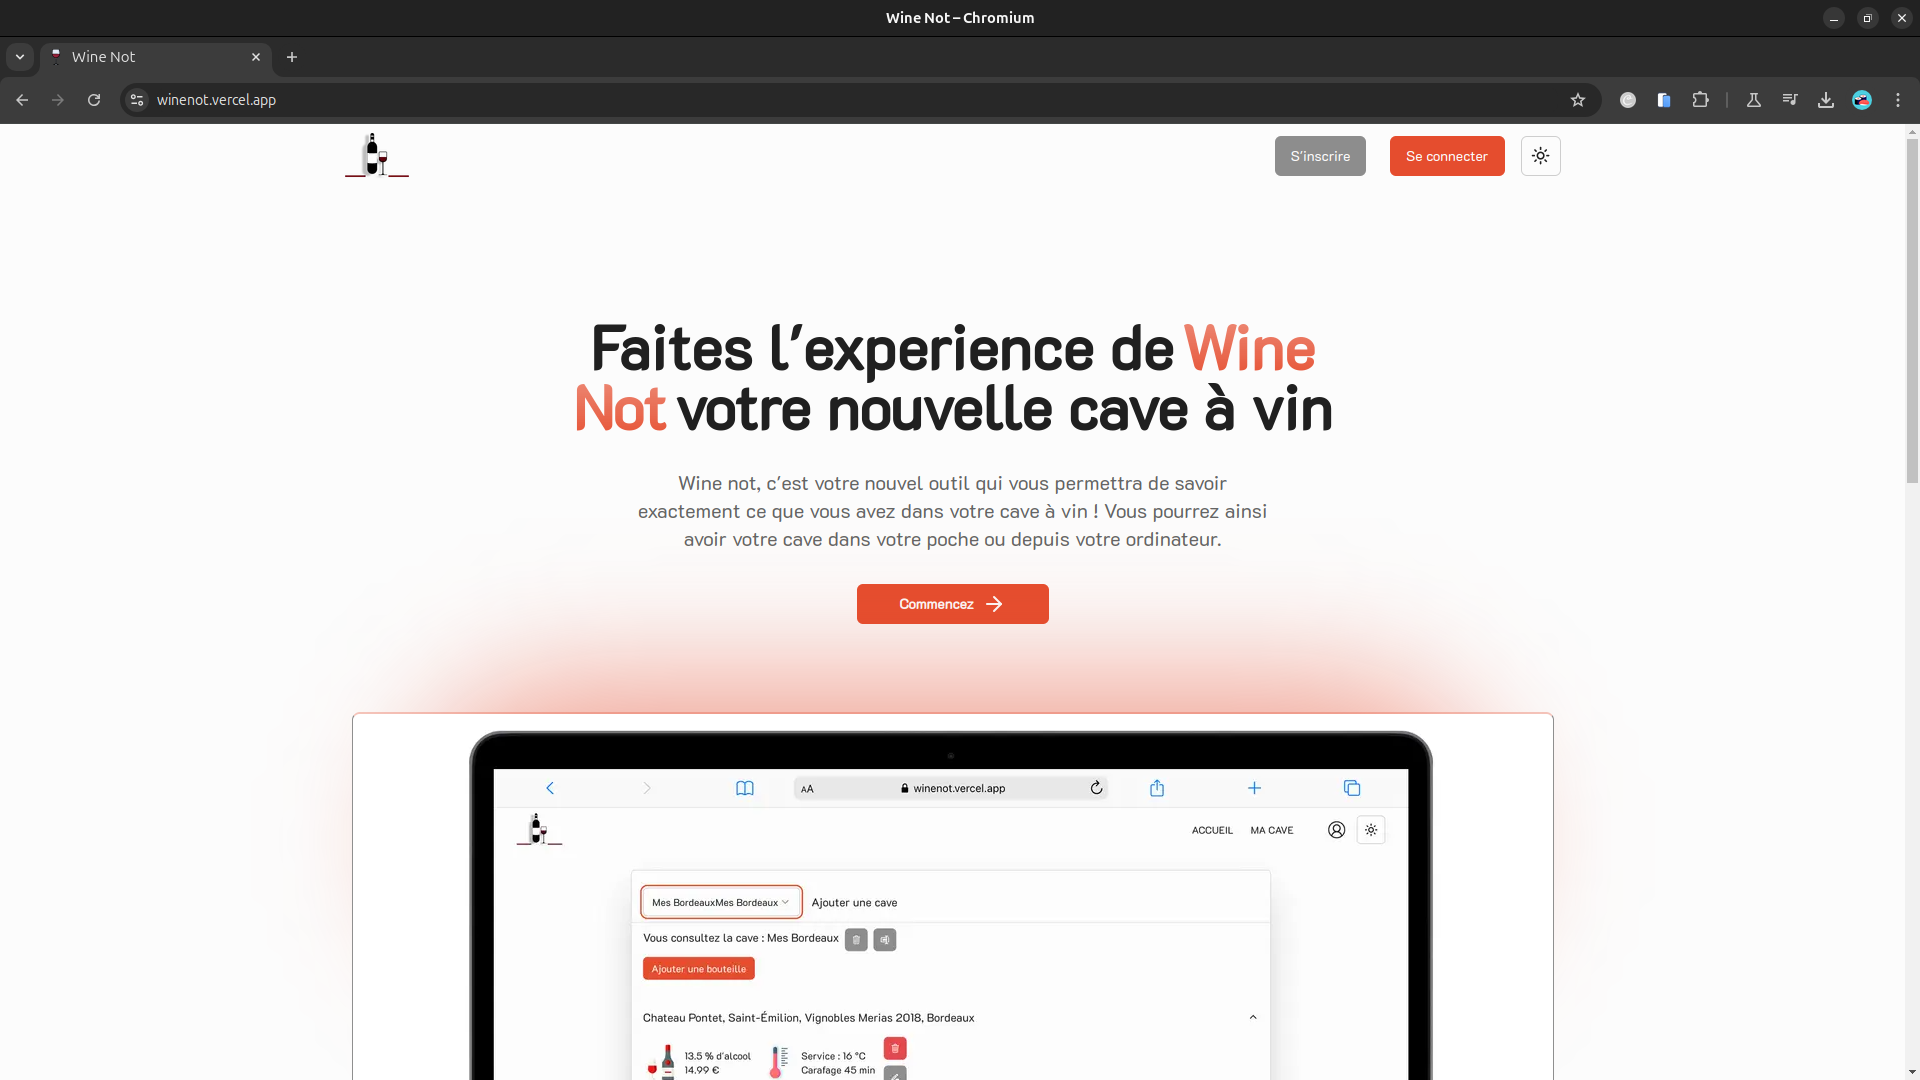 Wine Not – Chromium
Wine Not
winenot.vercel.app
S'inscrire
Se connecter
Faites l'experience de Wine
Not votre nouvelle cave à vin
Wine not, c'est votre nouvel outil qui vous permettra de savoir
exactement ce que vous avez dans votre cave à vin ! Vous pourrez ainsi
avoir votre cave dans votre poche ou depuis votre ordinateur.
Commencez
AA winenot.vercel.app
ACCUEIL MA CAVE
Mes BordeauxMes Bordeaux Ajouter une cave
Vous consultez la cave : Mes Bordeaux
Ajouter une bouteille
Chateau Pontet, Saint-Émilion, Vignobles Merias 2018, Bordeaux
13.5 % d'alcool Service : 16 °C
14.99 € Carafage 45 min